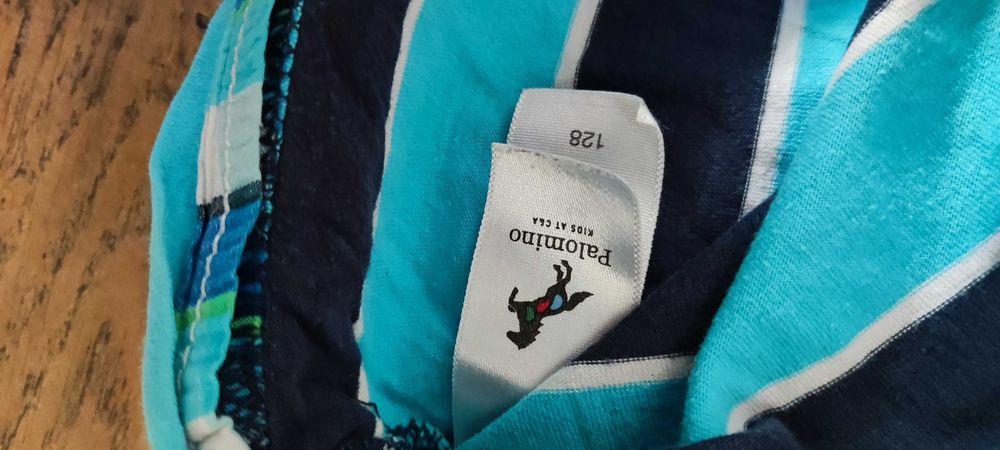 Palomino
KIDS AT C&A
128